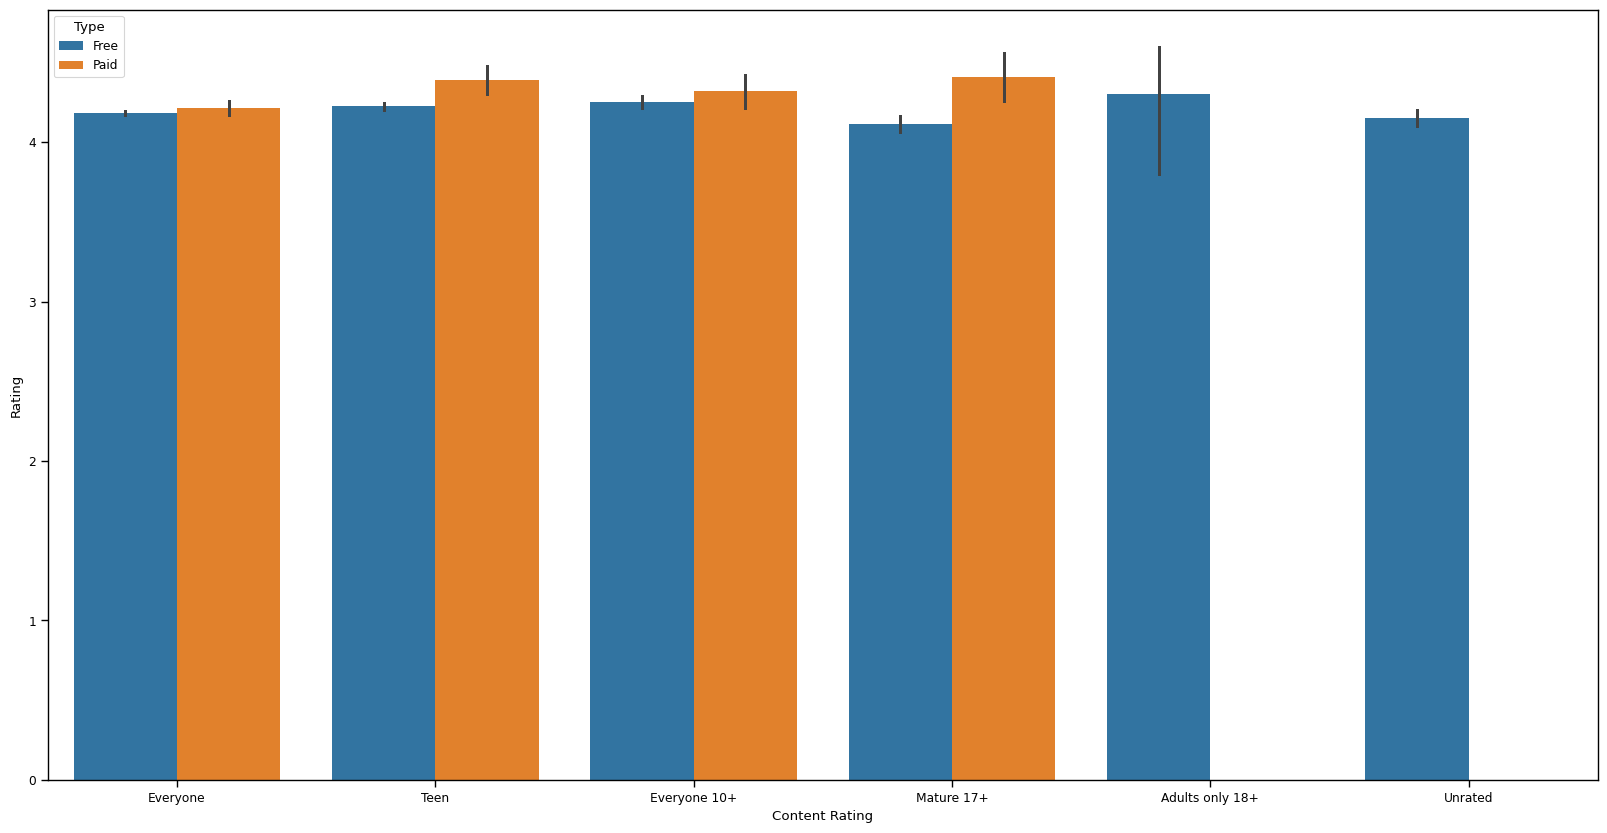 Type
Free
Paid
Rating
4
3
2
1
0
Everyone
Teen
Everyone 10+
Mature 17+
Adults only 18+
Unrated
Content Rating